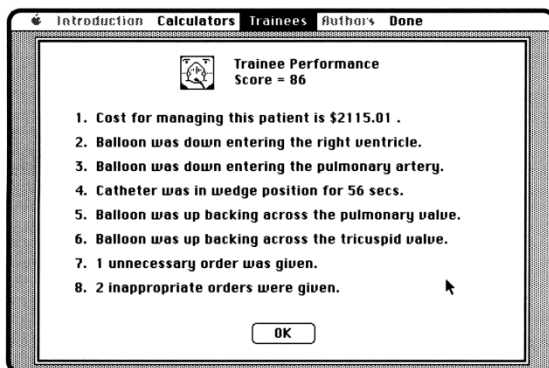 Introduction Calculators Trainees Authors Done
Trainee Performance
Score = 86
1. Cost for managing this patient is $2115.01 .
2. Balloon was down entering the right ventricle.
3. Balloon was down entering the pulmonary artery.
4. Catheter was in wedge position for 56 secs.
5. Balloon was up backing across the pulmonary valve.
6. Balloon was up backing across the tricuspid valve.
7. 1 unnecessary order was given.
8. 2 inappropriate orders were given.
OK